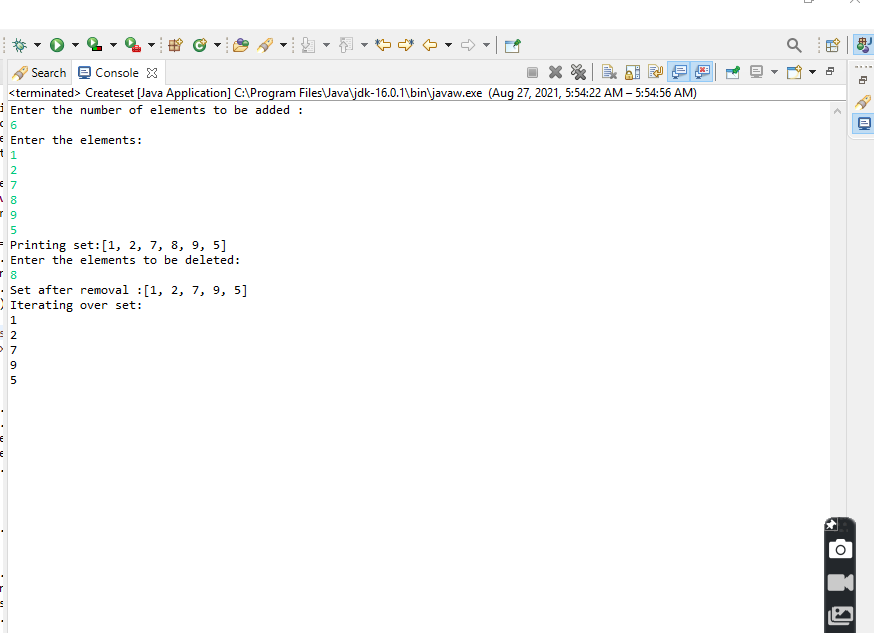 Search Console
<terminated> Createset [Java Application] C:\Program Files\Java\jdk-16.0.1\bin\javaw.exe (Aug 27, 2021, 5:54:22 AM – 5:54:56 AM)
Enter the number of elements to be added :
6
Enter the elements:
1
2
7
8
9
5
Printing set:[1, 2, 7, 8, 9, 5]
Enter the elements to be deleted:
8
Set after removal :[1, 2, 7, 9, 5]
Iterating over set:
1
2
7
9
5